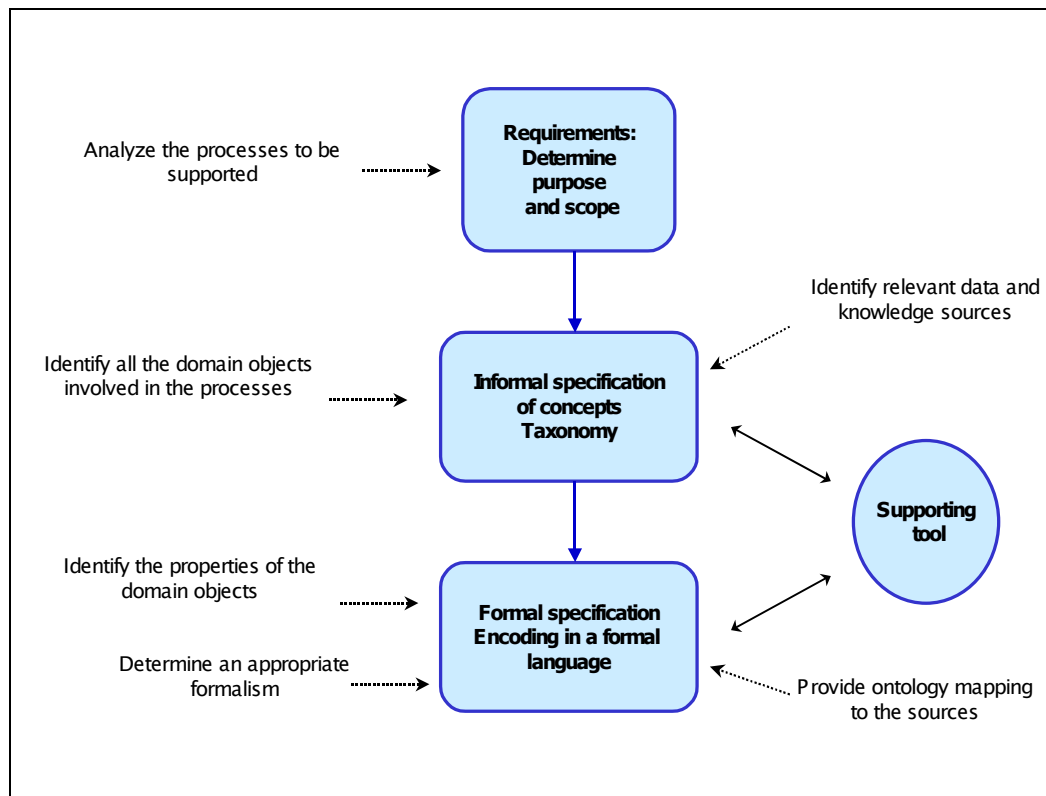 Requirements:
Determine
purpose
and scope
Analyze the processes to be
supported
Identify relevant data and
knowledge sources
Identify all the domain objects
involved in the processes
Informal specification
of concepts
Taxonomy
Supporting
tool
Identify the properties of the
domain objects
Formal specification
Encoding in a formal
language
Determine an appropriate
formalism
Provide ontology mapping
to the sources